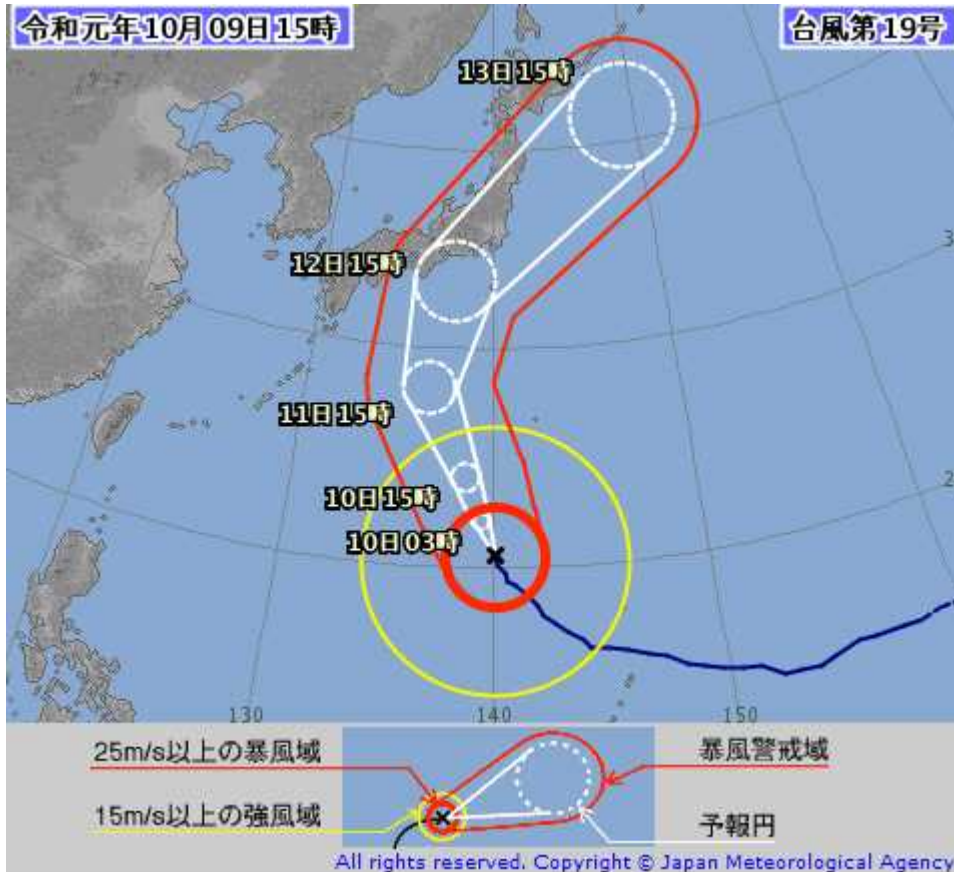 令和元年10月09日15時
台風第19号
13日15時
12日15時
3
11日15時
10日15時
2
10日03時
130
140
150
25m/s以上の暴風域
暴風警戒域
15m/s以上の強風域
予報円
All rights reserved. Copyright © Japan Meteorological Agency